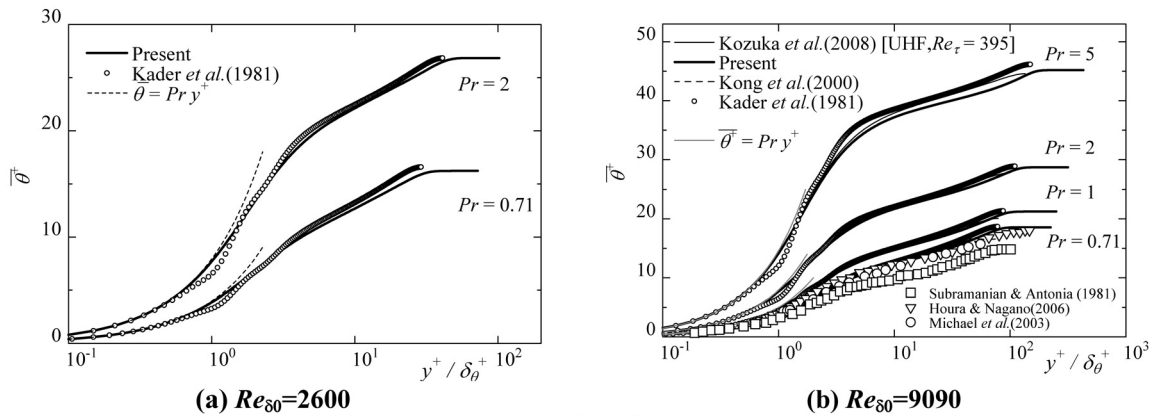 30
Present
Kader et al.(1981)
θ̅ = Pr y⁺
Pr = 2
20
θ̅⁺
10
Pr = 0.71
0
10⁻¹ 10⁰ 10¹ 10²
y⁺ / δθ⁺
(a) Reδ0=2600
50
Kozuka et al.(2008) [UHF,Reτ = 395]
Present
Kong et al.(2000)
Kader et al.(1981)
θ̅⁺ = Pr y⁺
Pr = 5
40
30
θ̅⁺
Pr = 2
20
Pr = 1
Pr = 0.71
10
Subramanian & Antonia (1981)
Houra & Nagano(2006)
Michael et al.(2003)
0
10⁻¹ 10⁰ 10¹ 10² 10³
y⁺ / δθ⁺
(b) Reδ0=9090